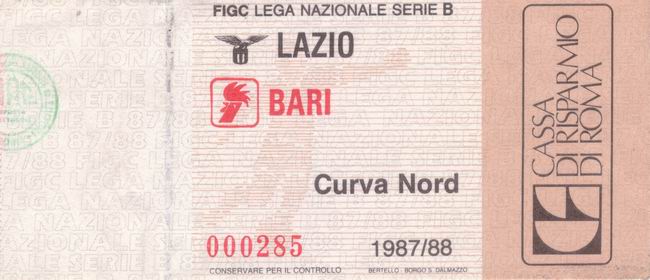 FIGC LEGA NAZIONALE SERIE B
LAZIO
BARI
Curva Nord
000285
1987/88
CONSERVARE PER IL CONTROLLO
BERTELLO - BORGO S. DALMAZZO
CASSA
DI RISPARMIO
DI ROMA